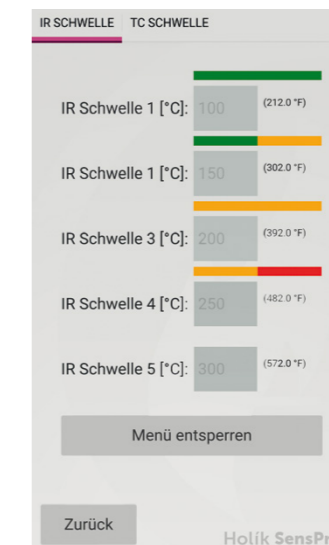 IR SCHWELLE TC SCHWELLE
IR Schwelle 1 [°C]: 100 (212.0 °F)
IR Schwelle 1 [°C]: 150 (302.0 °F)
IR Schwelle 3 [°C]: 200 (392.0 °F)
IR Schwelle 4 [°C]: 250 (482.0 °F)
IR Schwelle 5 [°C]: 300 (572.0 °F)
Menü entsperren
Zurück
Holík SensPr